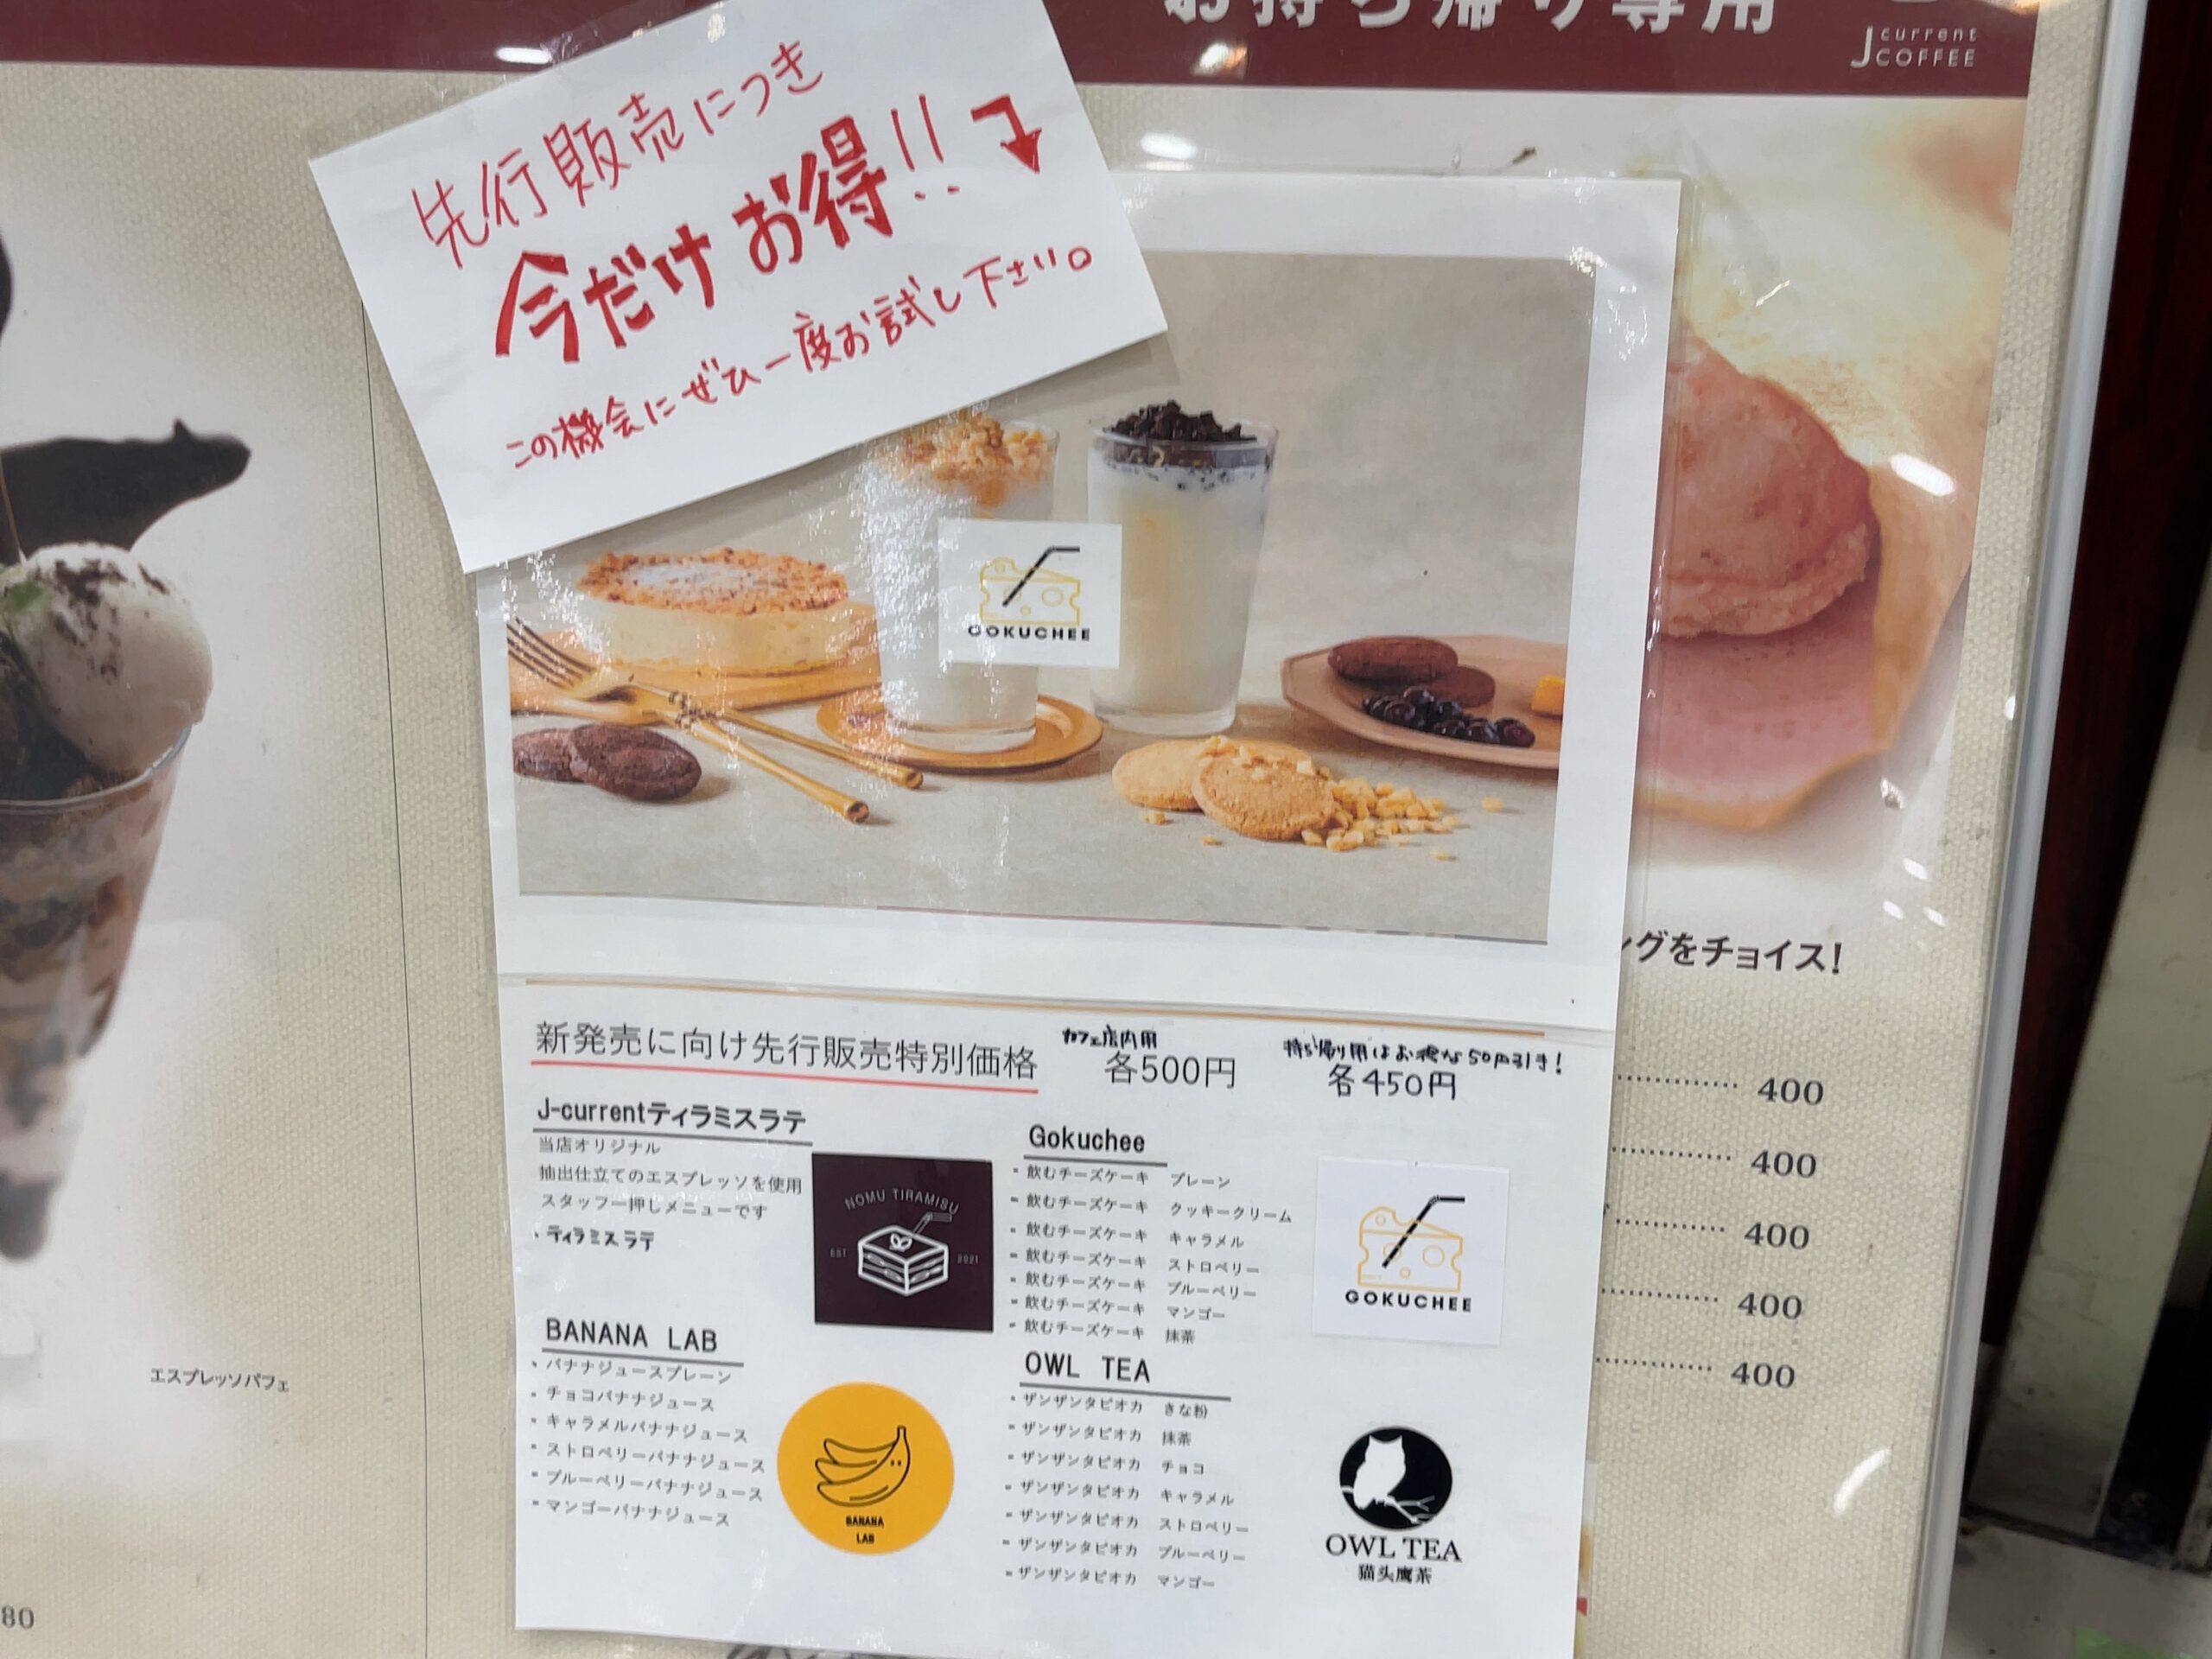 お持ち帰り専用
J current
COFFEE
先行販売につき
今だけお得!!
この機会にぜひ一度お試し下さい。
GOKUCHEE
ングをチョイス!
400
400
400
400
400
エスプレッソパフェ
80
新発売に向け先行販売特別価格
カフェ店内用
各500円
持ち帰り用はお得な50円引き!
各450円
J-currentティラミスラテ
当店オリジナル
抽出仕立てのエスプレッソを使用
スタッフ一押しメニューです
・ティラミスラテ
NOMU TIRAMISU
EST 2021
Gokuchee
・飲むチーズケーキ プレーン
・飲むチーズケーキ クッキークリーム
・飲むチーズケーキ キャラメル
・飲むチーズケーキ ストロベリー
・飲むチーズケーキ ブルーベリー
・飲むチーズケーキ マンゴー
・飲むチーズケーキ 抹茶
GOKUCHEE
BANANA LAB
・バナナジュースプレーン
・チョコバナナジュース
・キャラメルバナナジュース
・ストロベリーバナナジュース
・ブルーベリーバナナジュース
・マンゴーバナナジュース
BANANA
LAB
OWL TEA
・ザンザンタピオカ きな粉
・ザンザンタピオカ 抹茶
・ザンザンタピオカ チョコ
・ザンザンタピオカ キャラメル
・ザンザンタピオカ ストロベリー
・ザンザンタピオカ ブルーベリー
・ザンザンタピオカ マンゴー
OWL TEA
猫头鹰茶